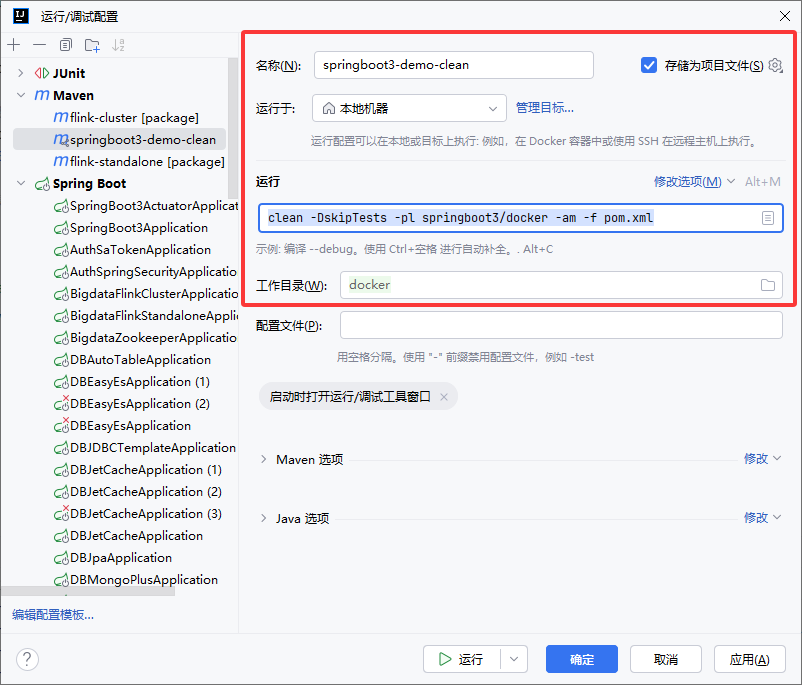 运行/调试配置
JUnit
Maven
flink-cluster [package]
springboot3-demo-clean
flink-standalone [package]
Spring Boot
SpringBoot3ActuatorApplicat
SpringBoot3Application
AuthSaTokenApplication
AuthSpringSecurityApplicatio
BigdataFlinkClusterApplicatio
BigdataFlinkStandaloneApplic
BigdataZookeeperApplicatio
DBAutoTableApplication
DBEasyEsApplication (1)
DBEasyEsApplication (2)
DBEasyEsApplication
DBJDBCTemplateApplication
DBJetCacheApplication (1)
DBJetCacheApplication (2)
DBJetCacheApplication (3)
DBJetCacheApplication
DBJpaApplication
DBMongoPlusApplication
编辑配置模板...
名称(N): springboot3-demo-clean 存储为项目文件(S)
运行于: 本地机器 管理目标...
运行配置可以在本地或目标上执行: 例如，在 Docker 容器中或使用 SSH 在远程主机上执行。
运行 修改选项(M) Alt+M
clean -DskipTests -pl springboot3/docker -am -f pom.xml
示例: 编译 --debug。使用 Ctrl+空格 进行自动补全。. Alt+C
工作目录(W): docker
配置文件(P):
用空格分隔。使用 "-" 前缀禁用配置文件，例如 -test
启动时打开运行/调试工具窗口
Maven 选项 修改
Java 选项 修改
? 运行 确定 取消 应用(A)